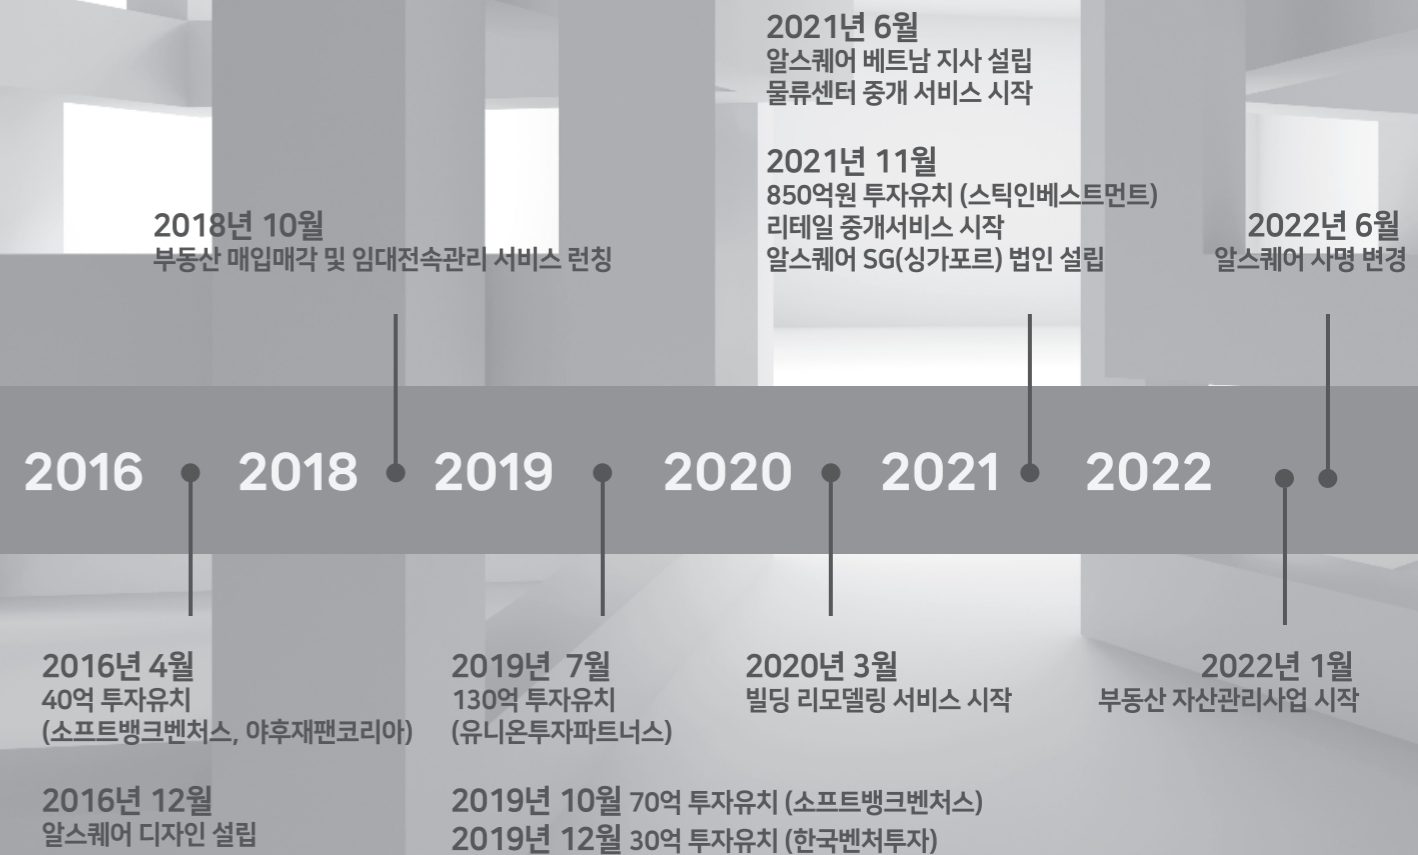 2021년 6월
알스퀘어 베트남 지사 설립
물류센터 중개 서비스 시작
2021년 11월
850억원 투자유치 (스틱인베스트먼트)
리테일 중개서비스 시작
알스퀘어 SG(싱가포르) 법인 설립
2018년 10월
부동산 매입매각 및 임대전속관리 서비스 런칭
2022년 6월
알스퀘어 사명 변경
2016 2018 2019 2020 2021 2022
2016년 4월
40억 투자유치
(소프트뱅크벤처스, 야후재팬코리아)
2016년 12월
알스퀘어 디자인 설립
2019년 7월
130억 투자유치
(유니온투자파트너스)
2019년 10월 70억 투자유치 (소프트뱅크벤처스)
2019년 12월 30억 투자유치 (한국벤처투자)
2020년 3월
빌딩 리모델링 서비스 시작
2022년 1월
부동산 자산관리사업 시작